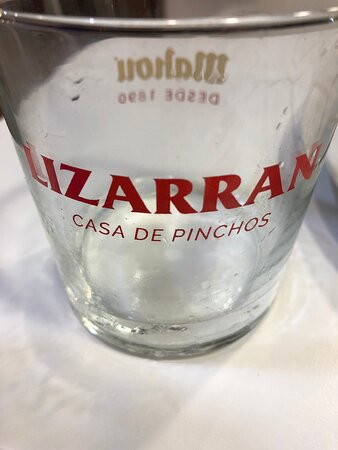 Mahou
DESDE 1890
LIZARRAN
CASA DE PINCHOS